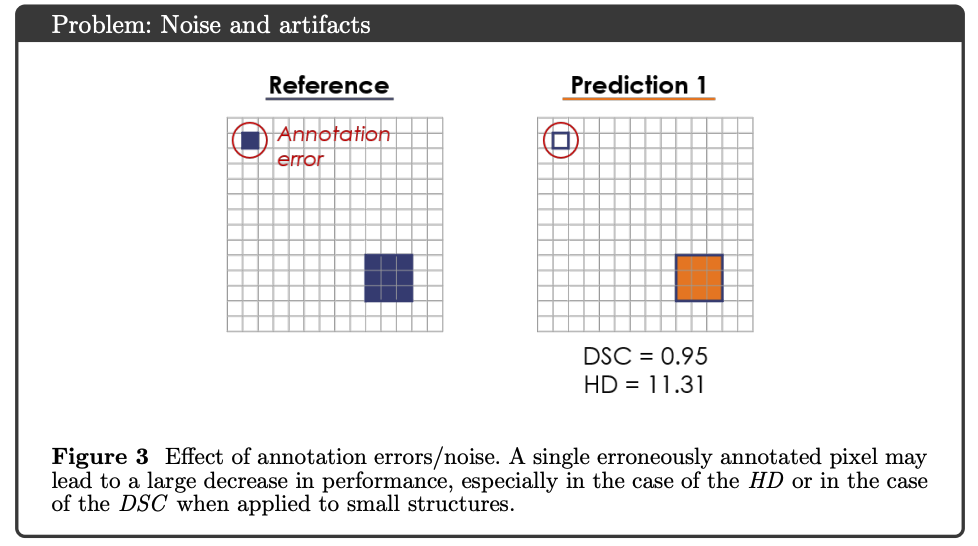 Problem: Noise and artifacts
Reference
Prediction 1
Annotation
error
DSC = 0.95
HD = 11.31
Figure 3 Effect of annotation errors/noise. A single erroneously annotated pixel may
lead to a large decrease in performance, especially in the case of the HD or in the case
of the DSC when applied to small structures.